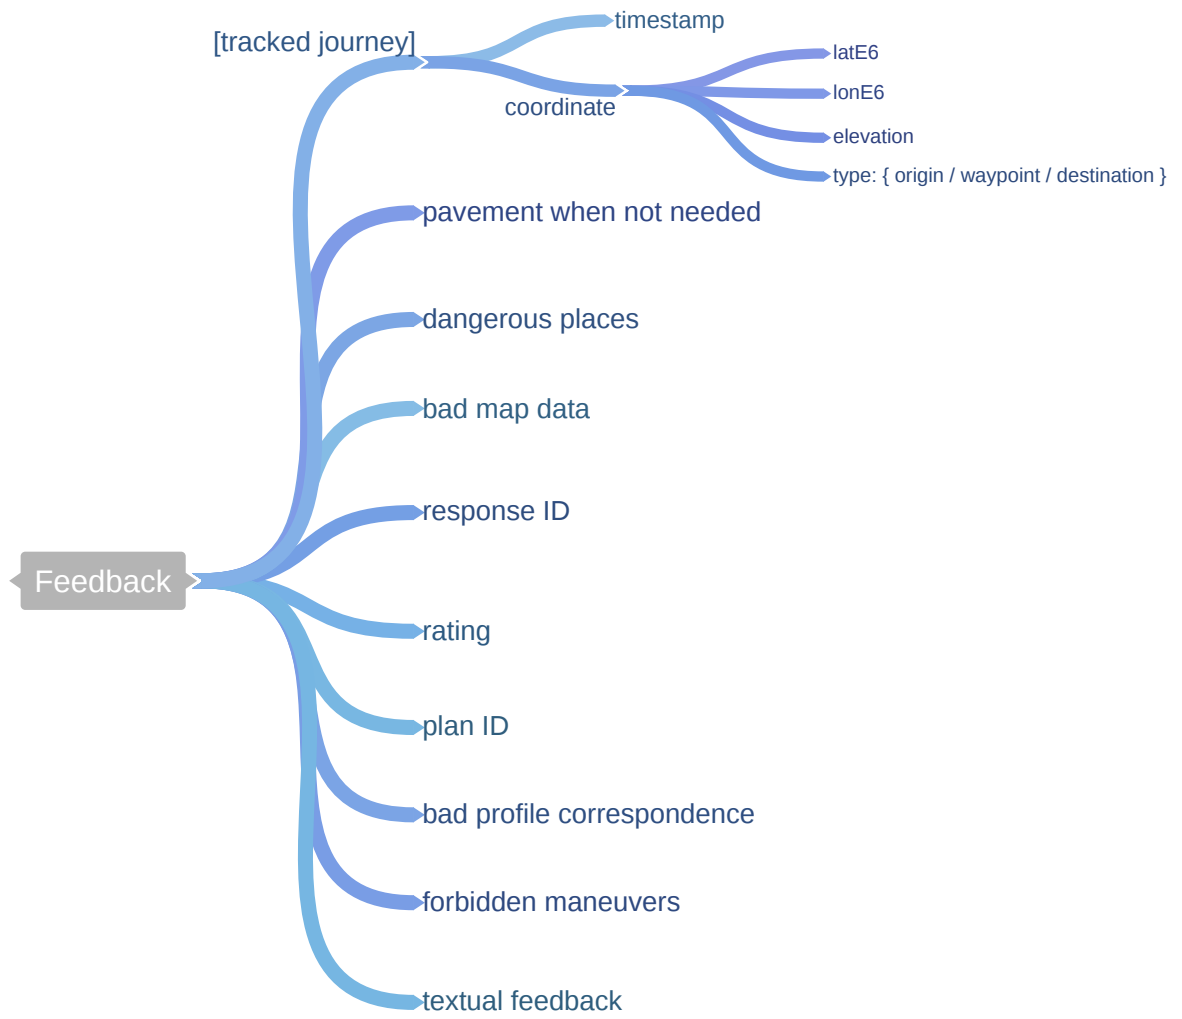 timestamp
[tracked journey]
latE6
lonE6
coordinate
elevation
type: { origin / waypoint / destination }
pavement when not needed
dangerous places
bad map data
response ID
Feedback
rating
plan ID
bad profile correspondence
forbidden maneuvers
textual feedback